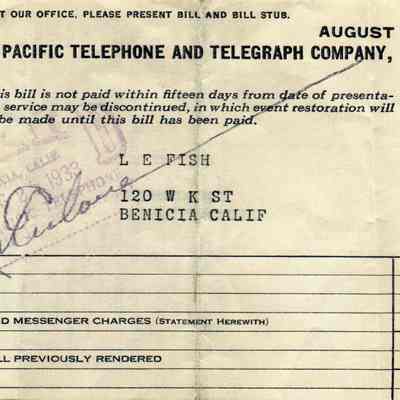 T OUR OFFICE, PLEASE PRESENT BILL AND BILL STUB.
AUGUST
PACIFIC TELEPHONE AND TELEGRAPH COMPANY,
is bill is not paid within fifteen days from date of presenta-
service may be discontinued, in which event restoration will
be made until this bill has been paid.
L E FISH
CALIF
1933
120 W K ST
BENICIA CALIF
D MESSENGER CHARGES (STATEMENT HEREWITH)
LL PREVIOUSLY RENDERED